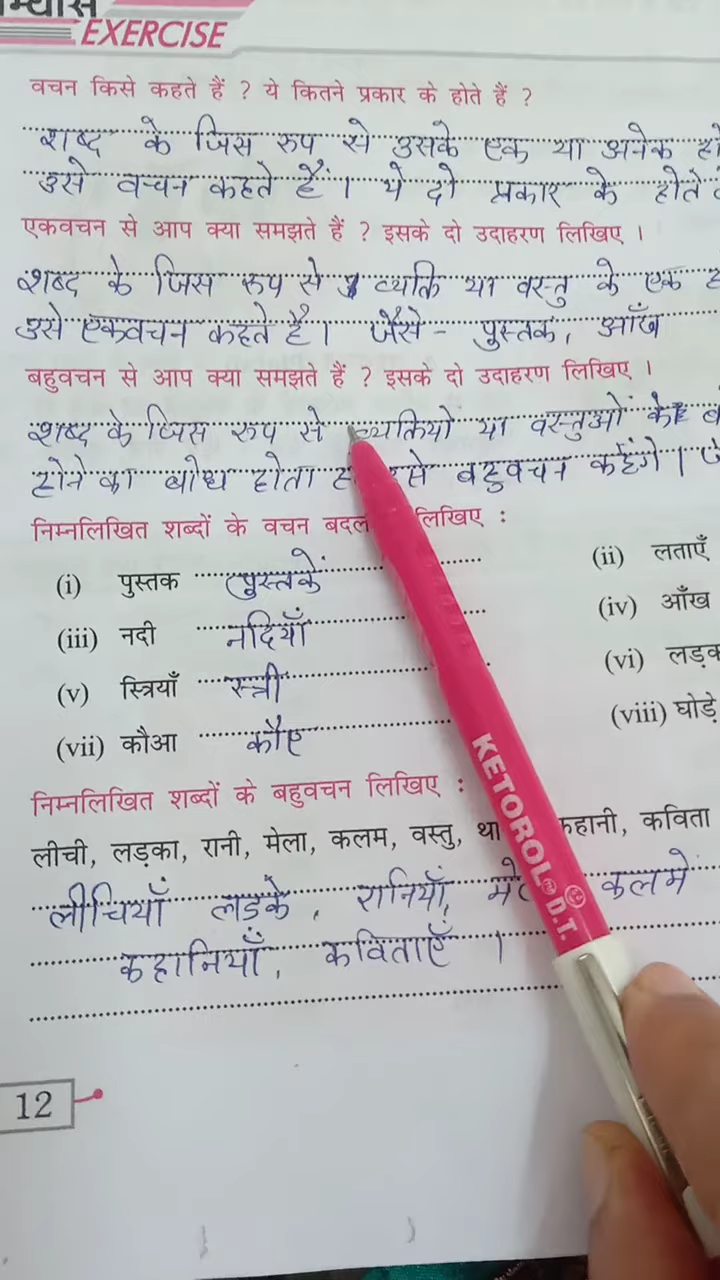 EXERCISE
वचन किसे कहते हैं ? ये कितने प्रकार के होते हैं ?
शब्द के जिस रुप से उसके एक या अनेक
उसे वचन कहते हैं । ये दो प्रकार के होते
एकवचन से आप क्या समझते हैं ? इसके दो उदाहरण लिखिए ।
शब्द के जिस रुप से व्यक्ति या वस्तु के एक
उसे एकवचन कहते है । जैसे - पुस्तक, आँख
बहुवचन से आप क्या समझते हैं ? इसके दो उदाहरण लिखिए ।
शब्द के जिस रुप से व्यक्तियों या वस्तुओं के
होने का बोध होता बहुवचन कहेंगे ।
निम्नलिखित शब्दों के वचन लिखिए :
(i) पुस्तक पुस्तकें (ii) लताएँ
(iii) नदी नदियाँ (iv) आँख
(v) स्त्रियाँ स्त्री (vi)
(vii) कौआ कौए (viii) घोड़े
निम्नलिखित शब्दों के बहुवचन लिखिए :
लीची, लड़का, रानी, मेला, कलम, वस्तु, कहानी, कविता
लीचियाँ लड़के, रानियाँ, कलमें
कहानियाँ, कविताएँ ।
12
KETOROL D.T.